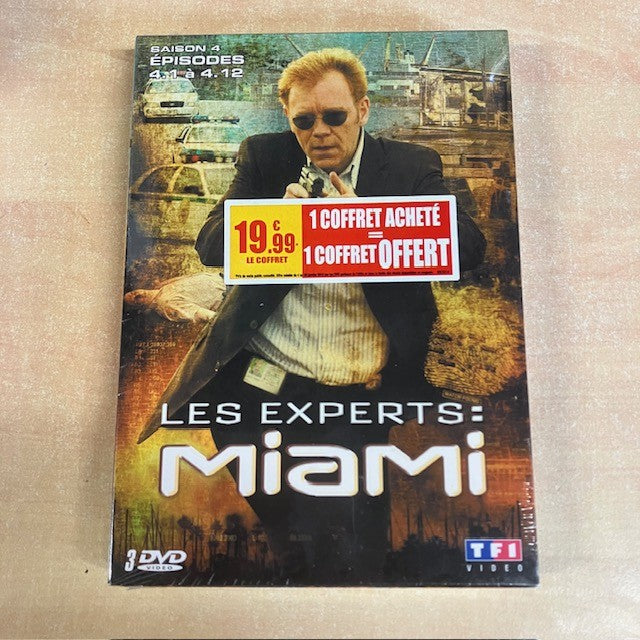 SAISON 4
ÉPISODES
4.1 à 4.12
19.99€
LE COFFRET
1 COFFRET ACHETÉ
=
1 COFFRET OFFERT
LES EXPERTS:
MIAMI
3 DVD
VIDEO
TF1
VIDEO